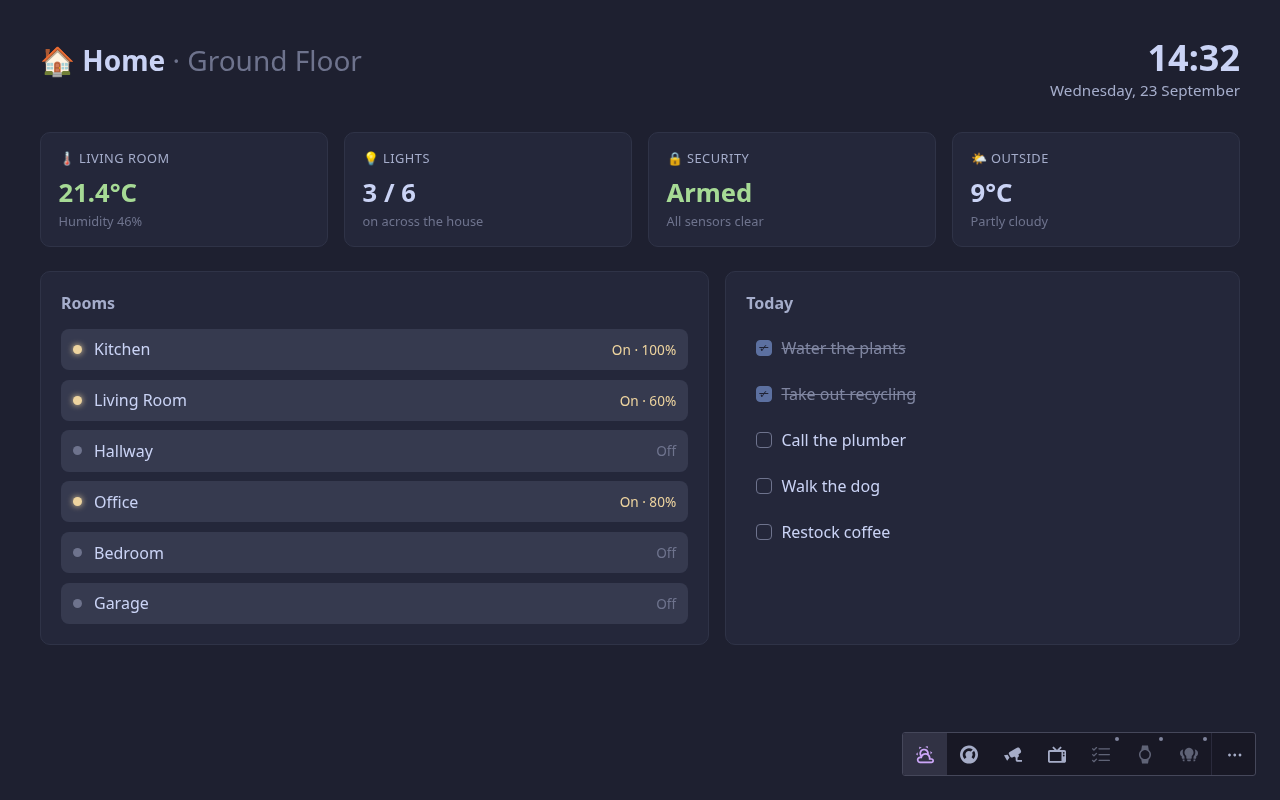 🏠 Home · Ground Floor
14:32
Wednesday, 23 September
🌡️ LIVING ROOM
21.4°C
Humidity 46%
💡 LIGHTS
3 / 6
on across the house
🔒 SECURITY
Armed
All sensors clear
🌤️ OUTSIDE
9°C
Partly cloudy
Rooms
Kitchen On · 100%
Living Room On · 60%
Hallway Off
Office On · 80%
Bedroom Off
Garage Off
Today
Water the plants
Take out recycling
Call the plumber
Walk the dog
Restock coffee